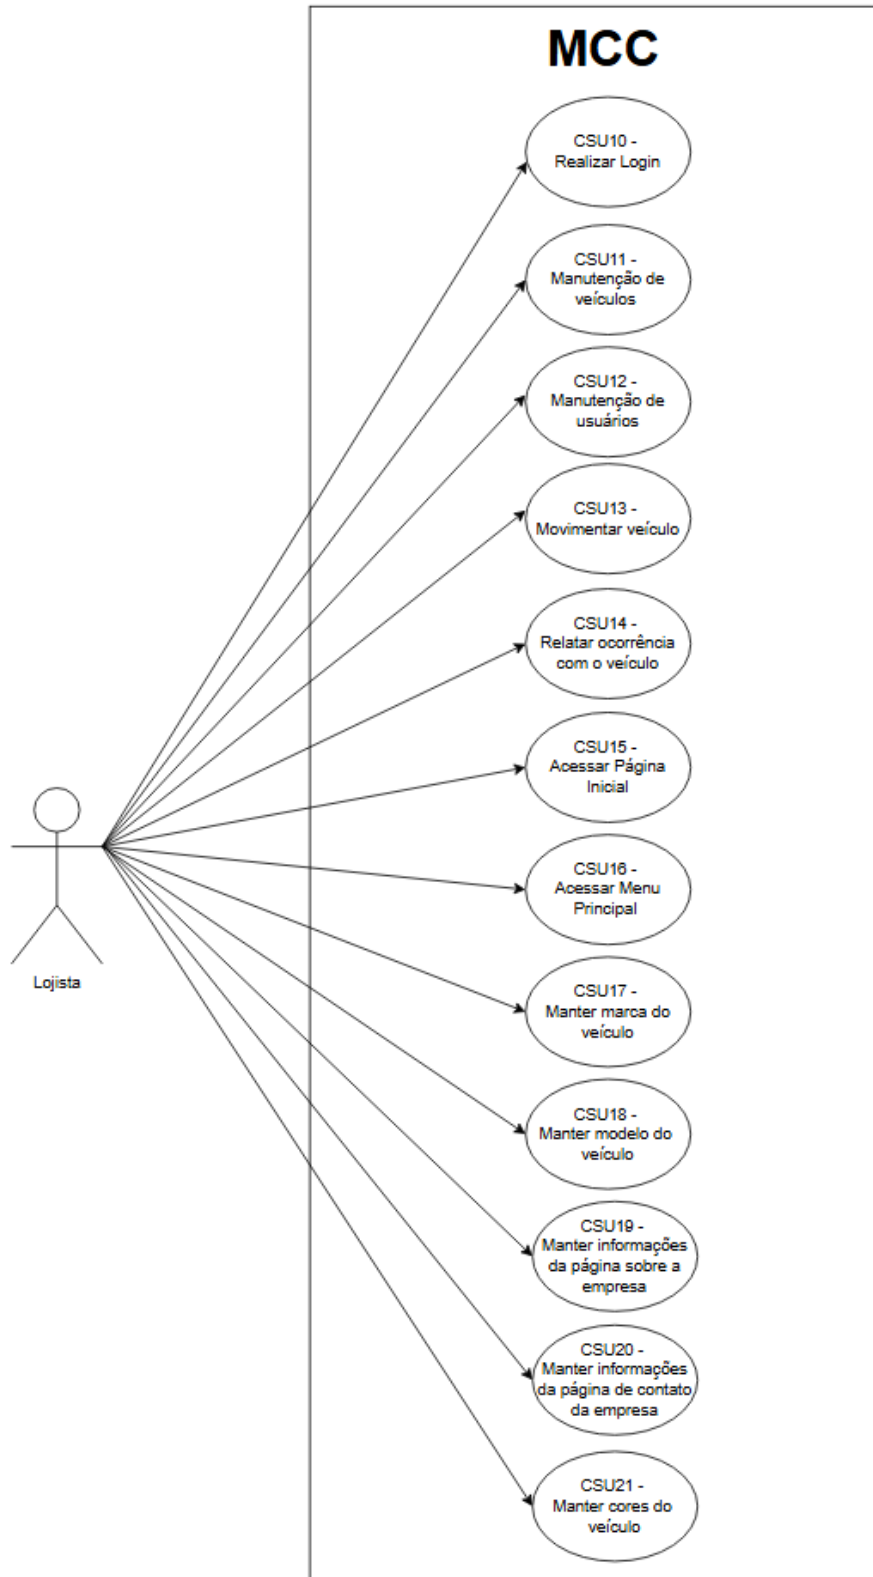 MCC
CSU10 -
Realizar Login
CSU11 -
Manutenção de
veículos
CSU12 -
Manutenção de
usuários
CSU13 -
Movimentar veículo
CSU14 -
Relatar ocorrência
com o veículo
CSU15 -
Acessar Página
Inicial
CSU16 -
Acessar Menu
Principal
Lojista
CSU17 -
Manter marca do
veículo
CSU18 -
Manter modelo do
veículo
CSU19 -
Manter informações
da página sobre a
empresa
CSU20 -
Manter informações
da página de contato
da empresa
CSU21 -
Manter cores do
veículo